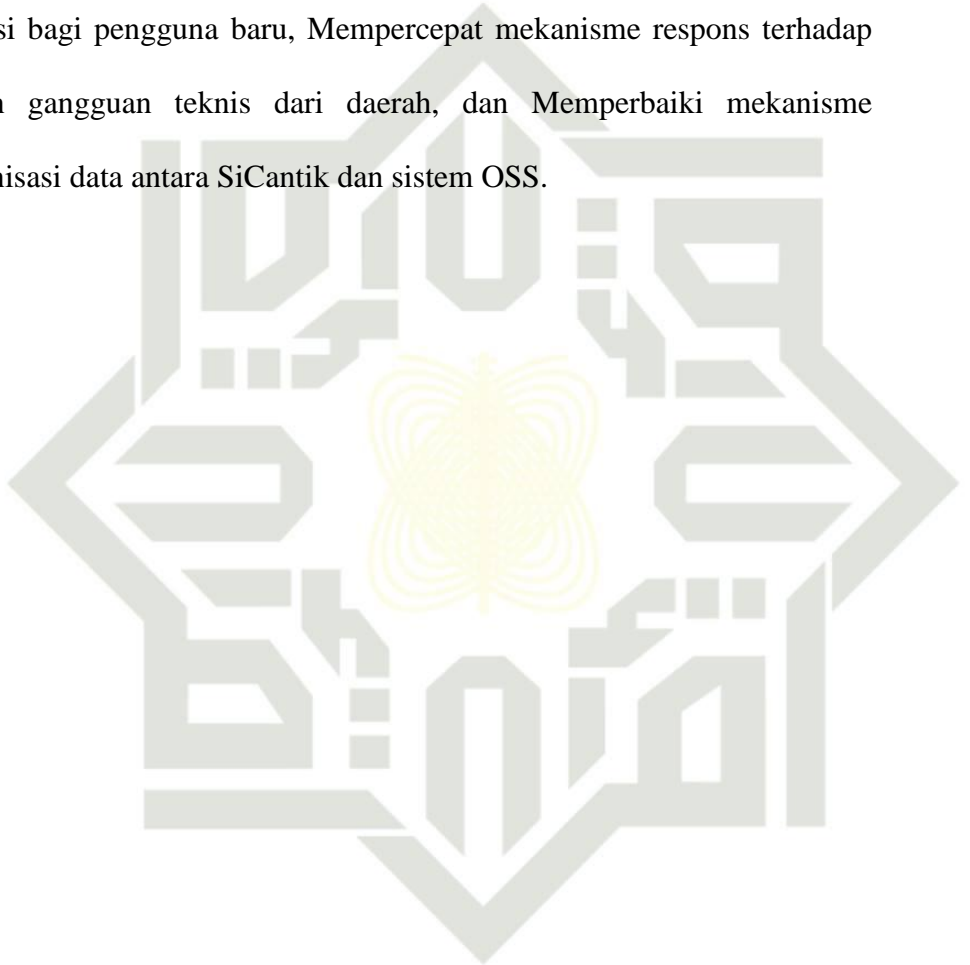 si bagi pengguna baru, Mempercepat mekanisme respons terhadap
gangguan teknis dari daerah, dan Memperbaiki mekanisme
nisasi data antara SiCantik dan sistem OSS.